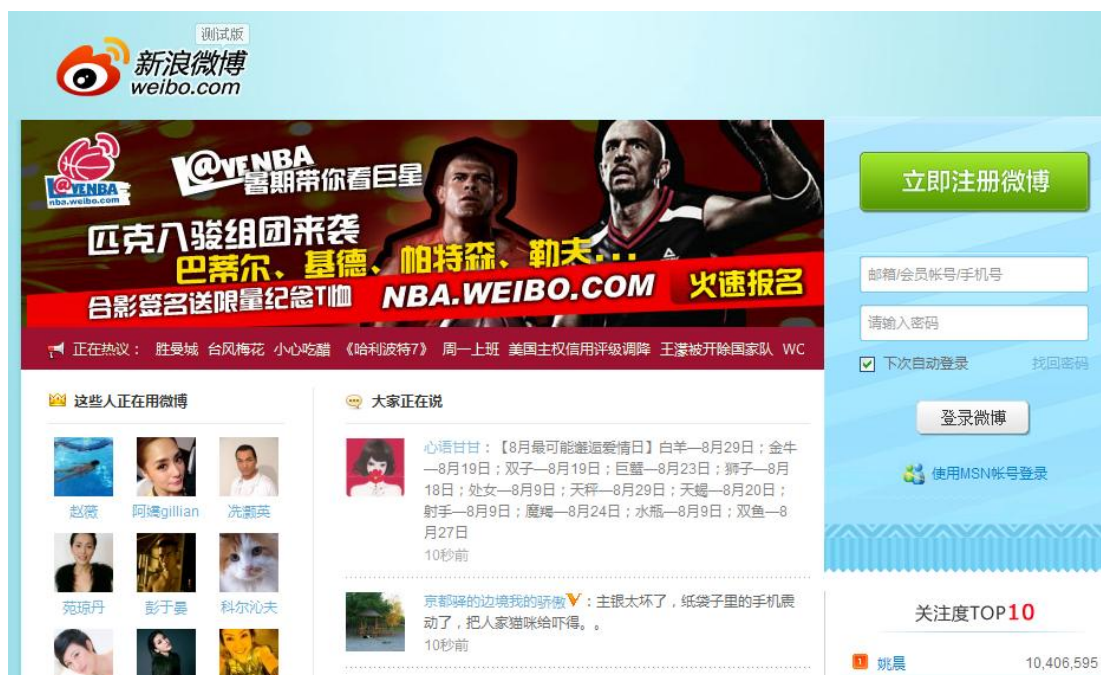 测试版
新浪微博
weibo.com
L@VENBA
nba.weibo.com
L@VENBA
暑期带你看巨星
匹克八骏组团来袭
巴蒂尔、基德、帕特森、勒夫...
合影签名送限量纪念T恤 NBA.WEIBO.COM 火速报名
正在热议： 胜曼城 台风梅花 小心吃醋 《哈利波特7》 周一上班 美国主权信用评级调降 王濛被开除国家队 WC
立即注册微博
邮箱/会员帐号/手机号
请输入密码
下次自动登录 找回密码
登录微博
使用MSN帐号登录
这些人正在用微博
赵薇 阿嬌gillian 冼灏英
苑琼丹 彭于晏 科尔沁夫
大家正在说
心语甘甘：【8月最可能邂逅爱情日】白羊—8月29日；金牛
—8月19日；双子—8月19日；巨蟹—8月23日；狮子—8月
18日；处女—8月9日；天秤—8月29日；天蝎—8月20日；
射手—8月9日；魔羯—8月24日；水瓶—8月9日；双鱼—8
月27日
10秒前
京都驿的边境我的骄傲V：主银太坏了，纸袋子里的手机震
动了，把人家猫咪给吓得。。
10秒前
关注度TOP10
1 姚晨 10,406,595